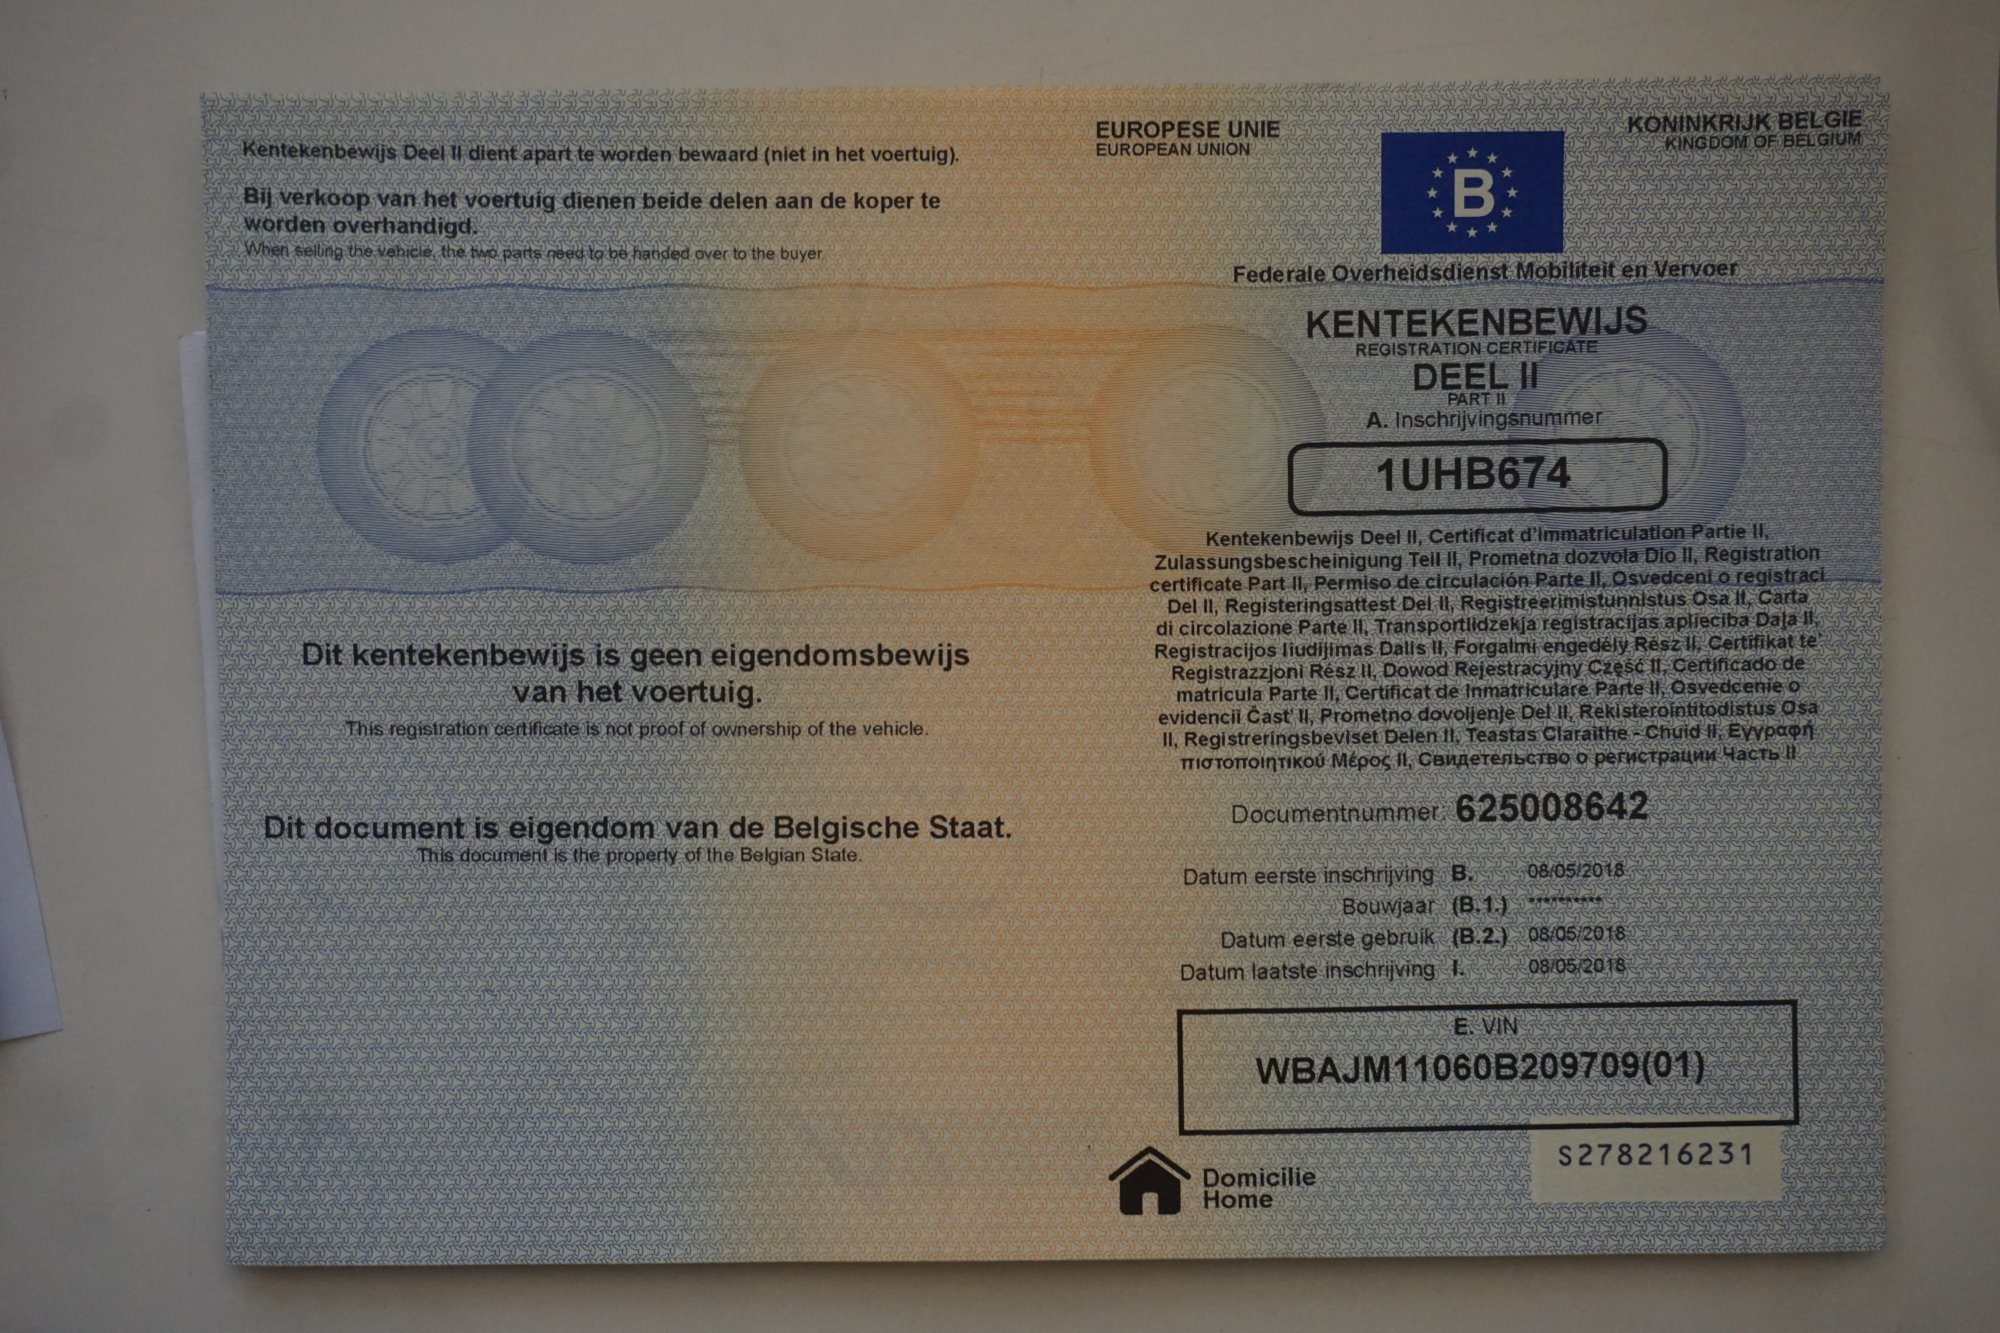 Kentekenbewijs Deel II dient apart te worden bewaard (niet in het voertuig).
Bij verkoop van het voertuig dienen beide delen aan de koper te
worden overhandigd.
When selling the vehicle, the two parts need to be handed over to the buyer
Dit kentekenbewijs is geen eigendomsbewijs
van het voertuig.
This registration certificate is not proof of ownership of the vehicle.
Dit document is eigendom van de Belgische Staat.
This document is the property of the Belgian State.
EUROPESE UNIE
EUROPEAN UNION
B
KONINKRIJK BELGIE
KINGDOM OF BELGIUM
Federale Overheidsdienst Mobiliteit en Vervoer
KENTEKENBEWIJS
REGISTRATION CERTIFICATE
DEEL II
PART II
A. Inschrijvingsnummer
1UHB674
Kentekenbewijs Deel II, Certificat d'immatriculation Partie II,
Zulassungsbescheinigung Teil II, Prometna dozvola Dio II, Registration
certificate Part II, Permiso de circulación Parte II, Osvedceni o registraci
Del II, Registeringsattest Del II, Registreerimistunnistus Osa II, Carta
di circolazione Parte II, Transportlidzekja registracijas aplieciba Daļa II,
Registracijos liudijimas Dalis II, Forgalmi engedély Rész II, Certifikat te'
Registrazzjoni Rész II, Dowod Rejestracyjny Część II, Certificado de
matricula Parte II, Certificat de Inmatriculare Parte II, Osvedcenie o
evidencii Čast' II, Prometno dovoljenje Del II, Rekisterointitodistus Osa
II, Registreringsbeviset Delen II, Teastas Claraithe - Chuid II, Εγγραφή
πιστοποιητικού Μέρος II, Свидетельство о регистрации Часть II
Documentnummer: 625008642
Datum eerste inschrijving B. 08/05/2018
Bouwjaar (B.1.) **********
Datum eerste gebruik (B.2.) 08/05/2018
Datum laatste inschrijving I. 08/05/2018
E. VIN
WBAJM11060B209709(01)
S278216231
Domicilie
Home